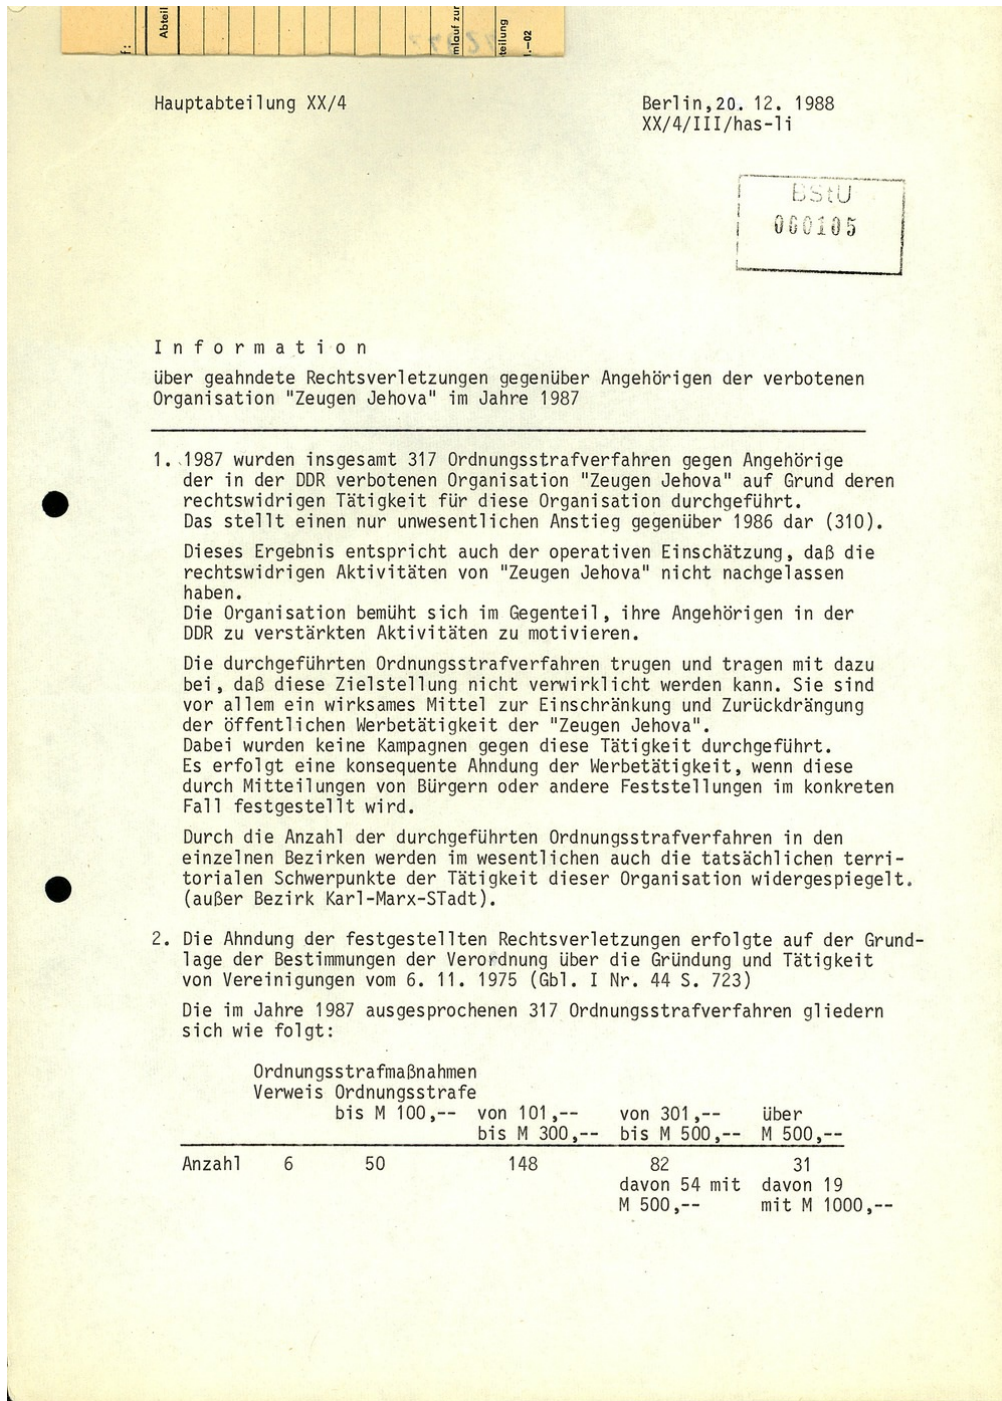 Abteil
mlauf zur
teilung
1.–02
Hauptabteilung XX/4
Berlin,20. 12. 1988
XX/4/III/has-li
BStU
000105
I n f o r m a t i o n
über geahndete Rechtsverletzungen gegenüber Angehörigen der verbotenen
Organisation "Zeugen Jehova" im Jahre 1987
1. 1987 wurden insgesamt 317 Ordnungsstrafverfahren gegen Angehörige
der in der DDR verbotenen Organisation "Zeugen Jehova" auf Grund deren
rechtswidrigen Tätigkeit für diese Organisation durchgeführt.
Das stellt einen nur unwesentlichen Anstieg gegenüber 1986 dar (310).
Dieses Ergebnis entspricht auch der operativen Einschätzung, daß die
rechtswidrigen Aktivitäten von "Zeugen Jehova" nicht nachgelassen
haben.
Die Organisation bemüht sich im Gegenteil, ihre Angehörigen in der
DDR zu verstärkten Aktivitäten zu motivieren.
Die durchgeführten Ordnungsstrafverfahren trugen und tragen mit dazu
bei, daß diese Zielstellung nicht verwirklicht werden kann. Sie sind
vor allem ein wirksames Mittel zur Einschränkung und Zurückdrängung
der öffentlichen Werbetätigkeit der "Zeugen Jehova".
Dabei wurden keine Kampagnen gegen diese Tätigkeit durchgeführt.
Es erfolgt eine konsequente Ahndung der Werbetätigkeit, wenn diese
durch Mitteilungen von Bürgern oder andere Feststellungen im konkreten
Fall festgestellt wird.
Durch die Anzahl der durchgeführten Ordnungsstrafverfahren in den
einzelnen Bezirken werden im wesentlichen auch die tatsächlichen terri-
torialen Schwerpunkte der Tätigkeit dieser Organisation widergespiegelt.
(außer Bezirk Karl-Marx-STadt).
2. Die Ahndung der festgestellten Rechtsverletzungen erfolgte auf der Grund-
lage der Bestimmungen der Verordnung über die Gründung und Tätigkeit
von Vereinigungen vom 6. 11. 1975 (Gbl. I Nr. 44 S. 723)
Die im Jahre 1987 ausgesprochenen 317 Ordnungsstrafverfahren gliedern
sich wie folgt:
Ordnungsstrafmaßnahmen
Verweis Ordnungsstrafe
bis M 100,-- von 101,-- von 301,-- über
bis M 300,-- bis M 500,-- M 500,--
Anzahl 6 50 148 82 31
davon 54 mit davon 19
M 500,-- mit M 1000,--